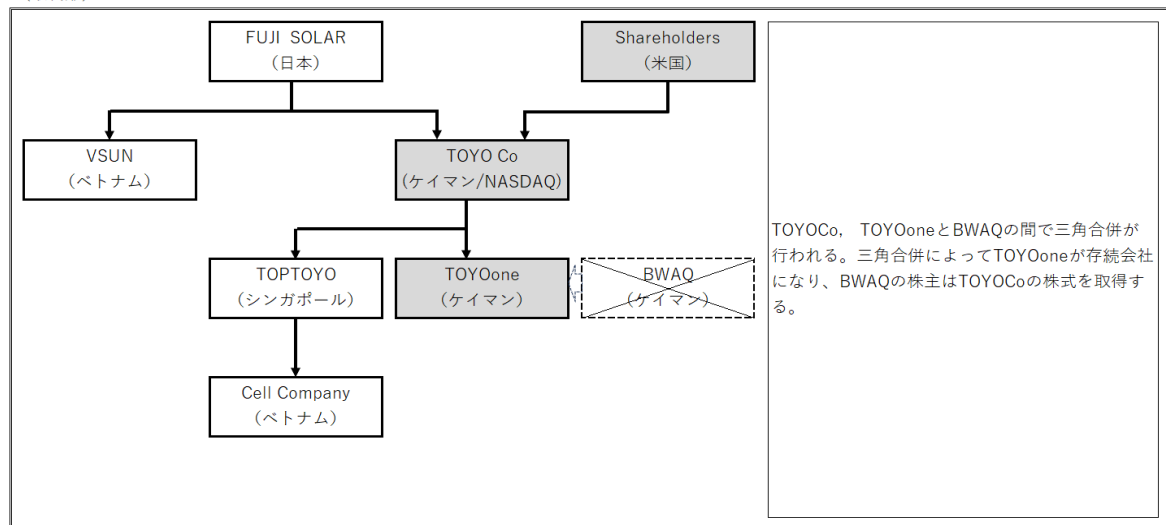 FUJI SOLAR
（日本）
Shareholders
（米国）
VSUN
（ベトナム）
TOYO Co
(ケイマン/NASDAQ)
TOPTOYO
（シンガポール）
TOYOone
（ケイマン）
BWAQ
（ケイマン）
Cell Company
（ベトナム）
TOYOCo， TOYOoneとBWAQの間で三角合併が
行われる。三角合併によってTOYOoneが存続会社
になり、BWAQの株主はTOYOCoの株式を取得す
る。